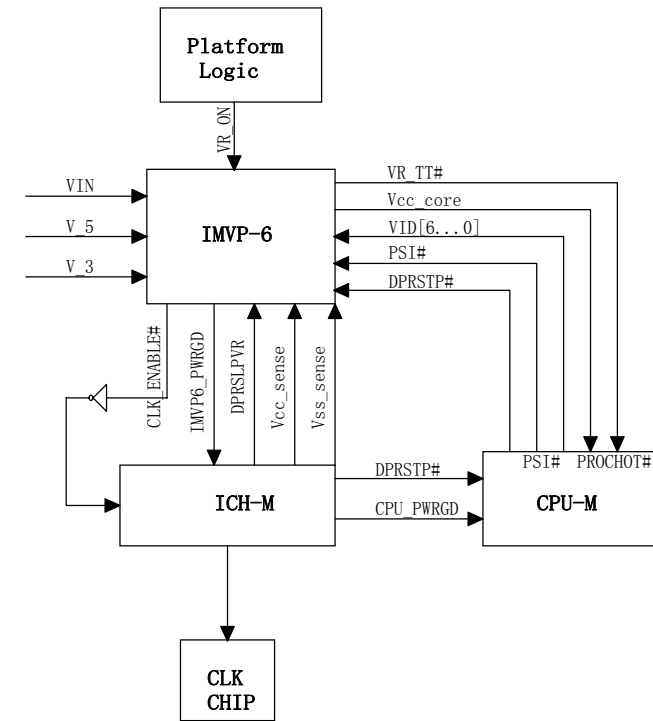 Platform
Logic
VR_ON
VIN
V_5
V_3
IMVP-6
VR_TT#
Vcc_core
VID[6...0]
PSI#
DPRSTP#
CLK_ENABLE#
IMVP6_PWRGD
DPRSLPVR
Vcc_sense
Vss_sense
PSI#
PROCHOT#
ICH-M
DPRSTP#
CPU_PWRGD
CPU-M
CLK
CHIP